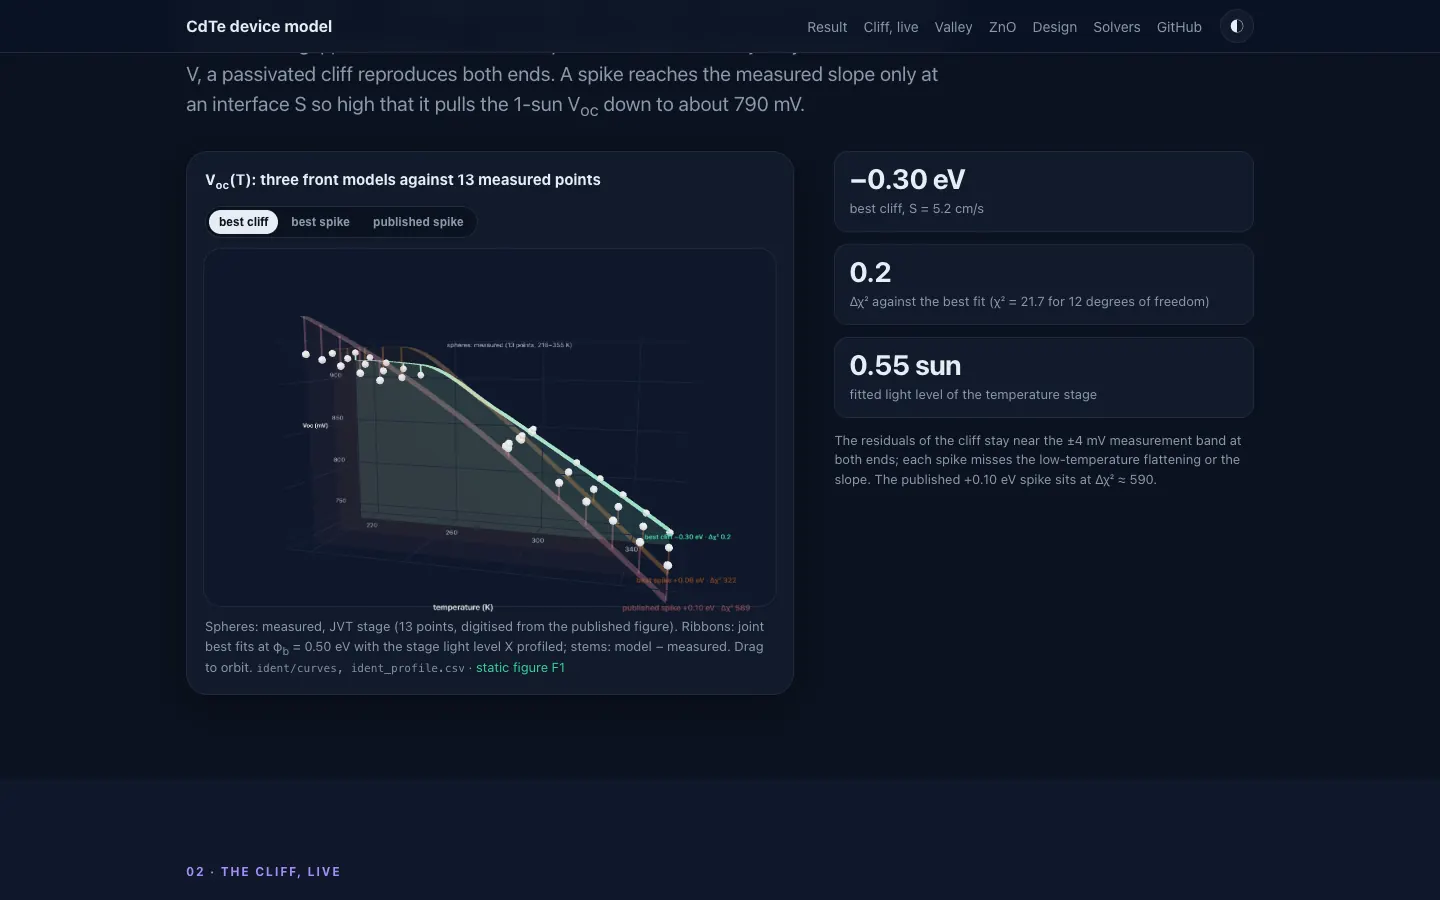 CdTe device model
Result Cliff, live Valley ZnO Design Solvers GitHub
V, a passivated cliff reproduces both ends. A spike reaches the measured slope only at
an interface S so high that it pulls the 1-sun Voc down to about 790 mV.
Voc(T): three front models against 13 measured points
best cliff best spike published spike
spheres: measured (13 points, 216–355 K)
900
850
Voc (mV)
800
750
220
260
300
340
best cliff −0.30 eV · Δχ² 0.2
best spike +0.06 eV · Δχ² 322
published spike +0.10 eV · Δχ² 589
temperature (K)
Spheres: measured, JVT stage (13 points, digitised from the published figure). Ribbons: joint
best fits at ϕb = 0.50 eV with the stage light level X profiled; stems: model − measured. Drag
to orbit. ident/curves, ident_profile.csv · static figure F1
−0.30 eV
best cliff, S = 5.2 cm/s
0.2
Δχ² against the best fit (χ² = 21.7 for 12 degrees of freedom)
0.55 sun
fitted light level of the temperature stage
The residuals of the cliff stay near the ±4 mV measurement band at
both ends; each spike misses the low-temperature flattening or the
slope. The published +0.10 eV spike sits at Δχ² ≈ 590.
02 · THE CLIFF, LIVE